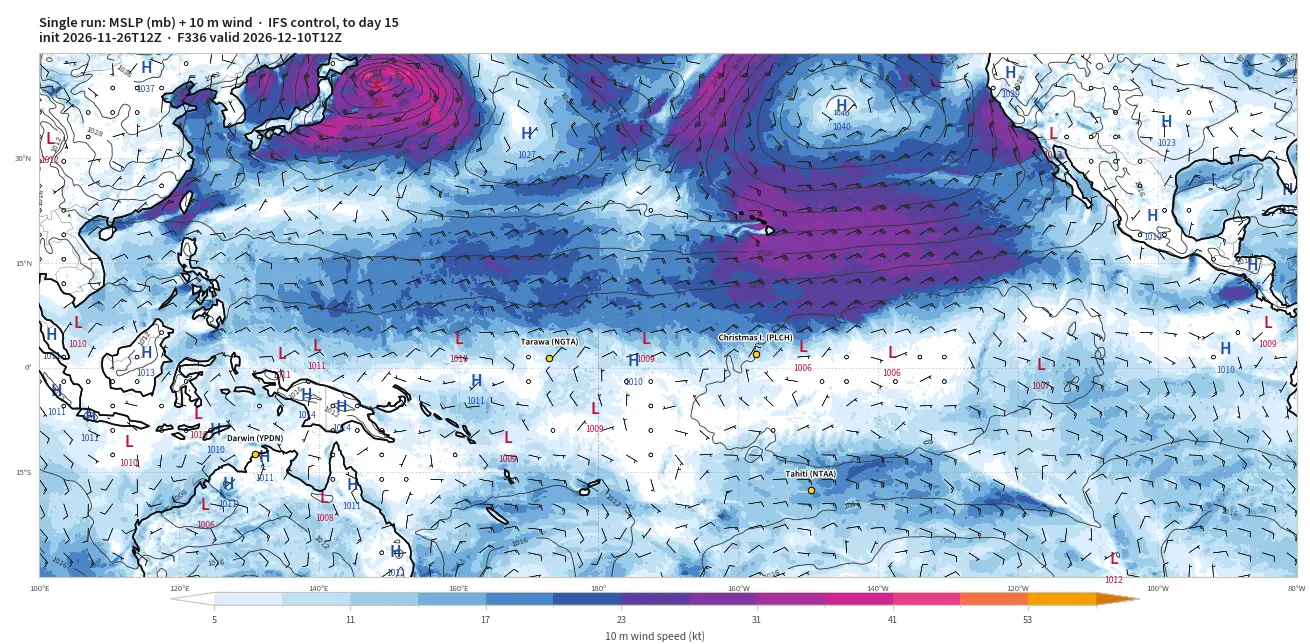 Single run: MSLP (mb) + 10 m wind · IFS control, to day 15
init 2026-11-26T12Z · F336 valid 2026-12-10T12Z
H
1037
H
1040
H
H
1023
L
H
1027
L
1012
1028
H
30°N
15°N
0°
15°S
H
H
L
1010
H
H
1013
L
L
1011
L
Tarawa (NGTA)
L
1009
H
1010
Christmas I. (PLCH)
L
1006
L
1006
L
1007
H
1010
L
1009
H
1011
H
1014
H
H
1011
L
1009
L
1009
H
1011
L
L
1010
H
1010
Darwin (YPDN)
H
1011
H
L
1006
L
1008
H
1011
Tahiti (NTAA)
H
L
1012
100°E
120°E
140°E
160°E
180°
160°W
140°W
120°W
100°W
80°W
5
11
17
23
31
41
53
10 m wind speed (kt)